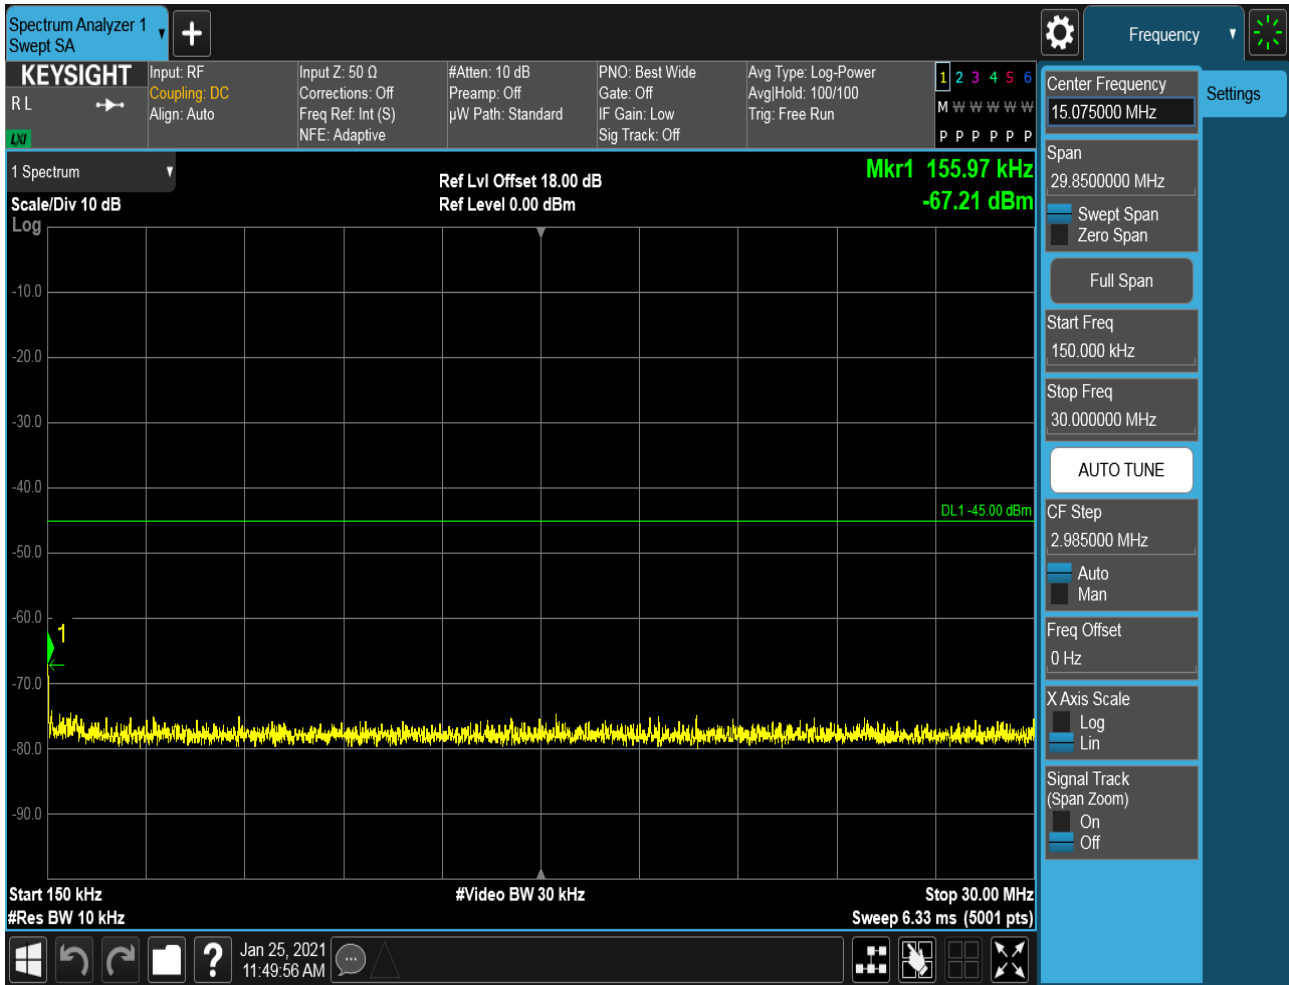 Spectrum Analyzer 1
Swept SA
Frequency
KEYSIGHT
R L
LXI
Input: RF
Coupling: DC
Align: Auto
Input Z: 50 Ω
Corrections: Off
Freq Ref: Int (S)
NFE: Adaptive
#Atten: 10 dB
Preamp: Off
µW Path: Standard
PNO: Best Wide
Gate: Off
IF Gain: Low
Sig Track: Off
Avg Type: Log-Power
Avg|Hold: 100/100
Trig: Free Run
1 2 3 4 5 6
M W W W W W
P P P P P P
1 Spectrum
Scale/Div 10 dB
Log
Ref Lvl Offset 18.00 dB
Ref Level 0.00 dBm
Mkr1 155.97 kHz
-67.21 dBm
-10.0
-20.0
-30.0
-40.0
DL1 -45.00 dBm
-50.0
-60.0
1
-70.0
-80.0
-90.0
Start 150 kHz
#Res BW 10 kHz
#Video BW 30 kHz
Stop 30.00 MHz
Sweep 6.33 ms (5001 pts)
Jan 25, 2021
11:49:56 AM
Center Frequency
15.075000 MHz
Settings
Span
29.8500000 MHz
Swept Span
Zero Span
Full Span
Start Freq
150.000 kHz
Stop Freq
30.000000 MHz
AUTO TUNE
CF Step
2.985000 MHz
Auto
Man
Freq Offset
0 Hz
X Axis Scale
Log
Lin
Signal Track
(Span Zoom)
On
Off